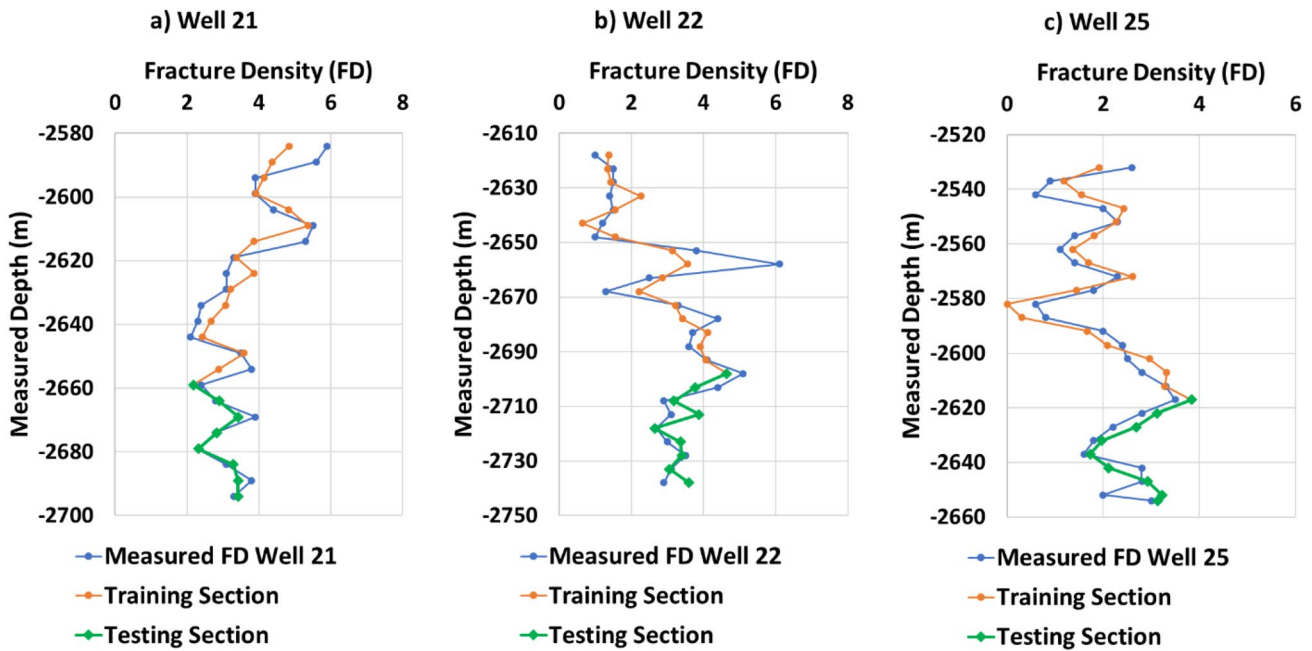 a) Well 21
Fracture Density (FD)
0 2 4 6 8
Measured Depth (m)
-2580
-2600
-2620
-2640
-2660
-2680
-2700
Measured FD Well 21
Training Section
Testing Section
b) Well 22
Fracture Density (FD)
0 2 4 6 8
Measured Depth (m)
-2610
-2630
-2650
-2670
-2690
-2710
-2730
-2750
Measured FD Well 22
Training Section
Testing Section
c) Well 25
Fracture Density (FD)
0 2 4 6
Measured Depth (m)
-2520
-2540
-2560
-2580
-2600
-2620
-2640
-2660
Measured FD Well 25
Training Section
Testing Section